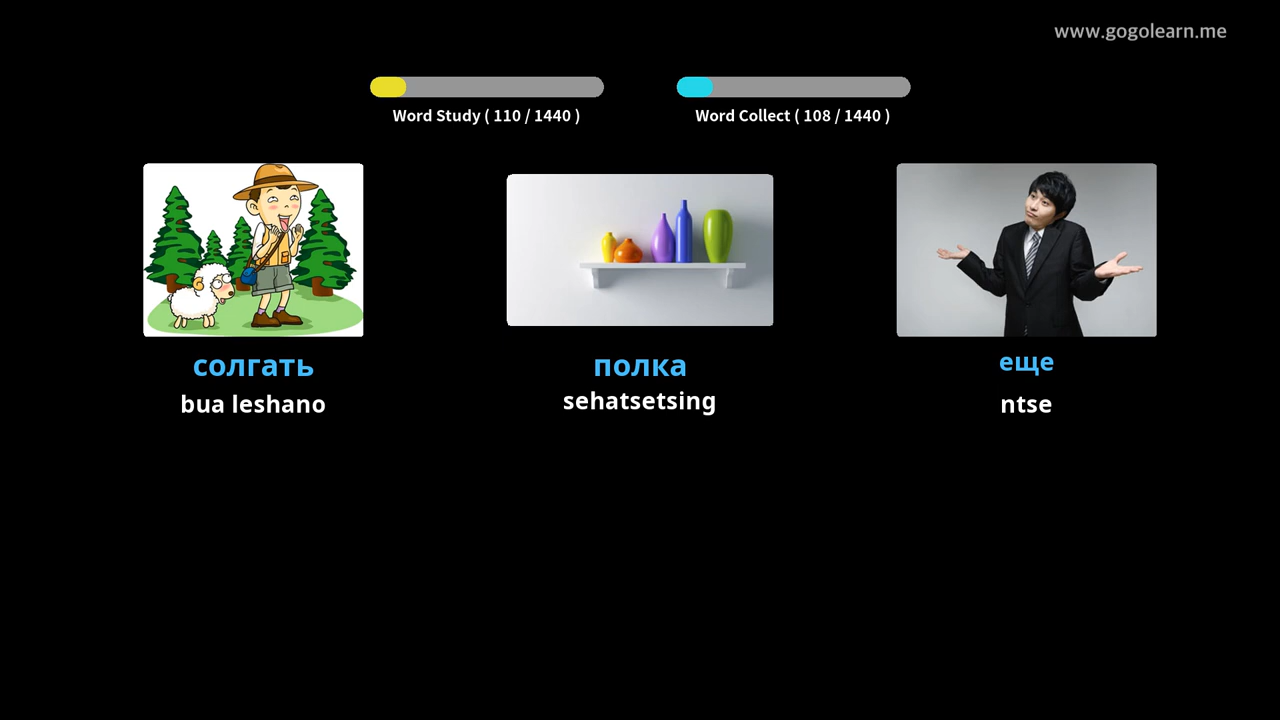 www.gogolearn.me
Word Study ( 110 / 1440 )
Word Collect ( 108 / 1440 )
солгать
bua leshano
полка
sehatsetsing
еще
ntse